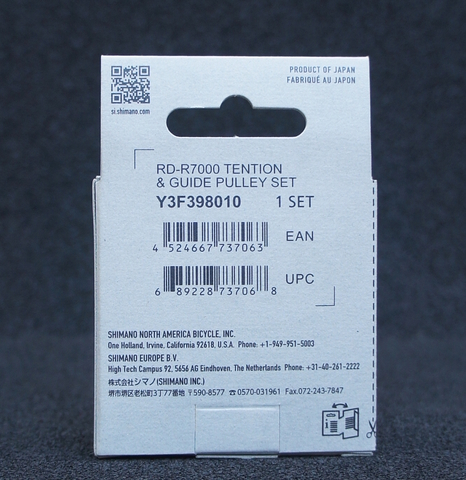 PRODUCT OF JAPAN
FABRIQUÉ AU JAPON
si.shimano.com
RD-R7000 TENTION
& GUIDE PULLEY SET
Y3F398010 1 SET
4 524667 737063 EAN
6 89228 73706 8 UPC
SHIMANO NORTH AMERICA BICYCLE, INC.
One Holland, Irvine, California 92618, U.S.A. Phone: +1-949-951-5003
SHIMANO EUROPE B.V.
High Tech Campus 92, 5656 AG Eindhoven, The Netherlands Phone: +31-40-261-2222
株式会社シマノ(SHIMANO INC.)
堺市堺区老松町3丁77番地 〒590-8577 ☎0570-031961 Fax.072-243-7847